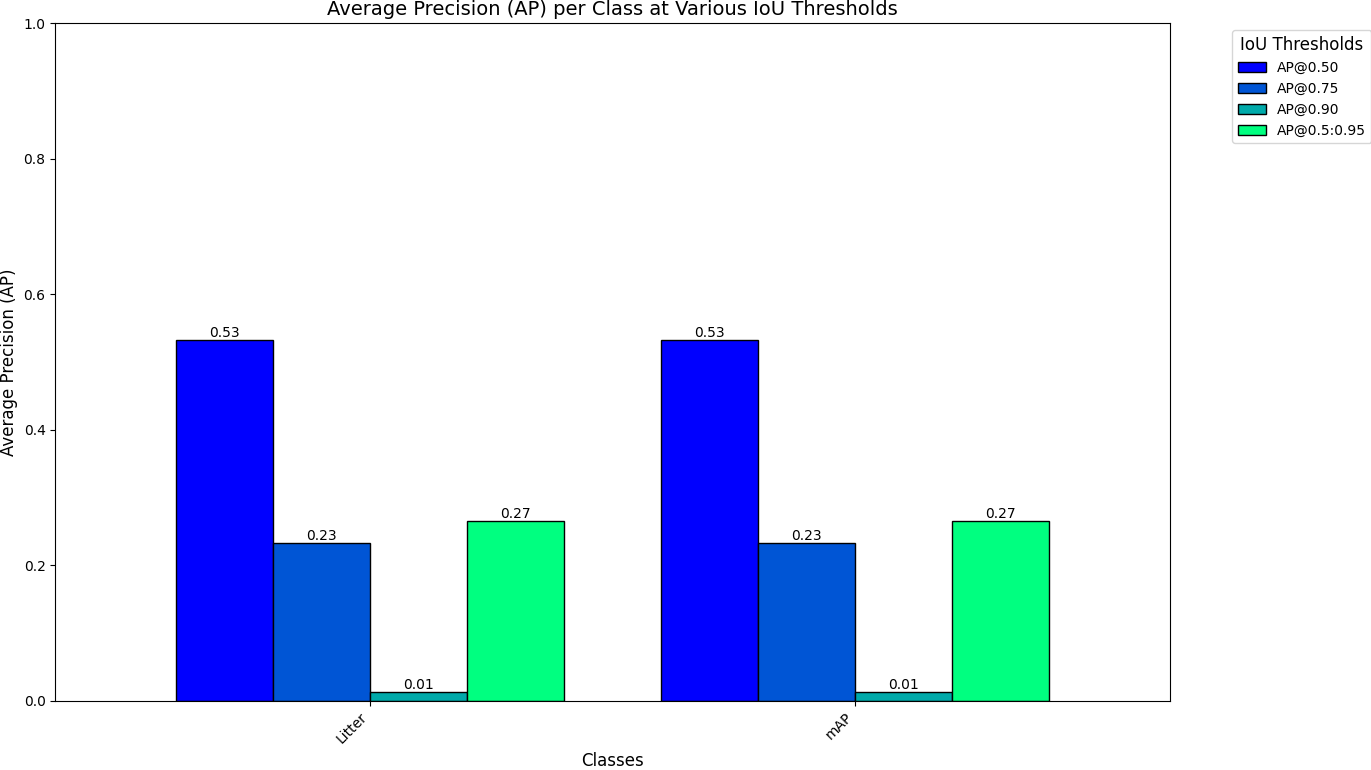 Average Precision (AP) per Class at Various IoU Thresholds
IoU Thresholds
AP@0.50
AP@0.75
AP@0.90
AP@0.5:0.95
Average Precision (AP)
1.0
0.8
0.6
0.4
0.2
0.0
0.53
0.23
0.01
0.27
0.53
0.23
0.01
0.27
Litter
mAP
Classes